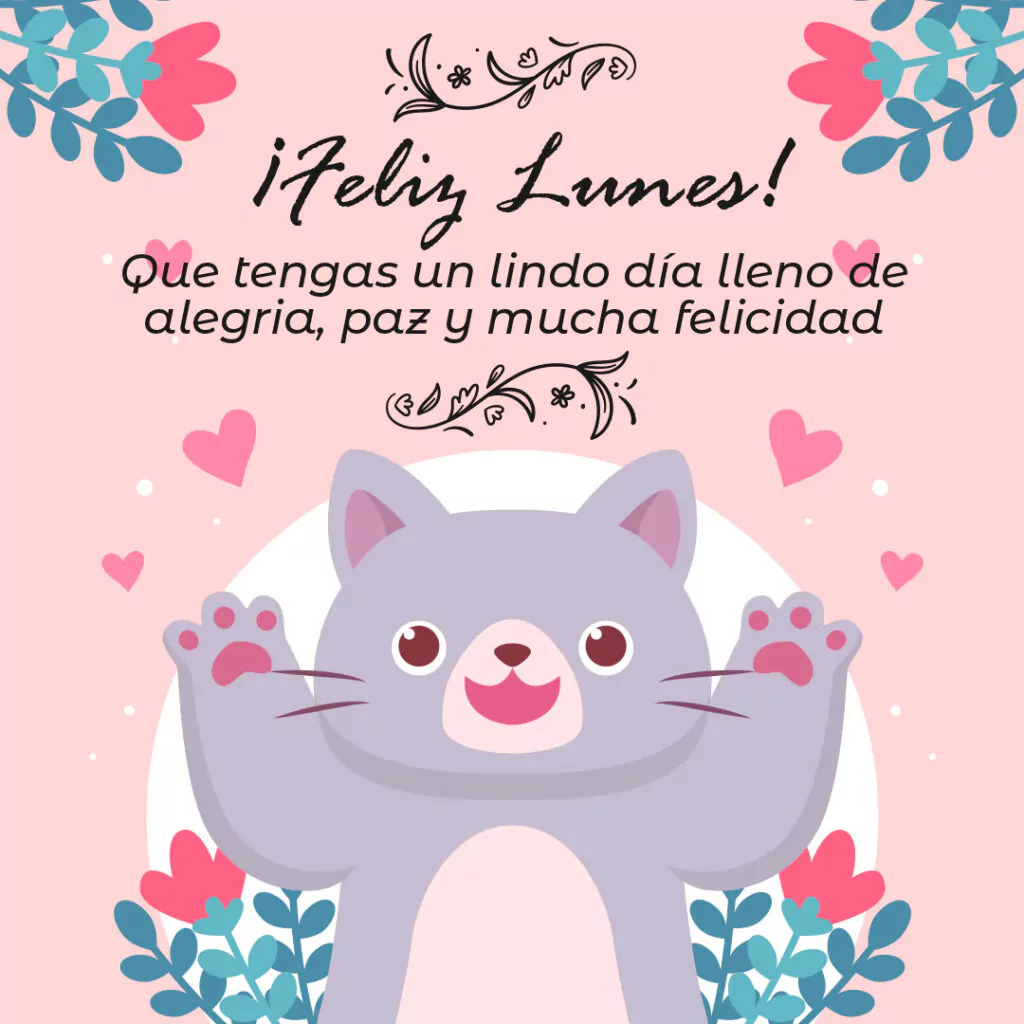 ¡Feliz Lunes!
Que tengas un lindo día lleno de
alegria, paz y mucha felicidad